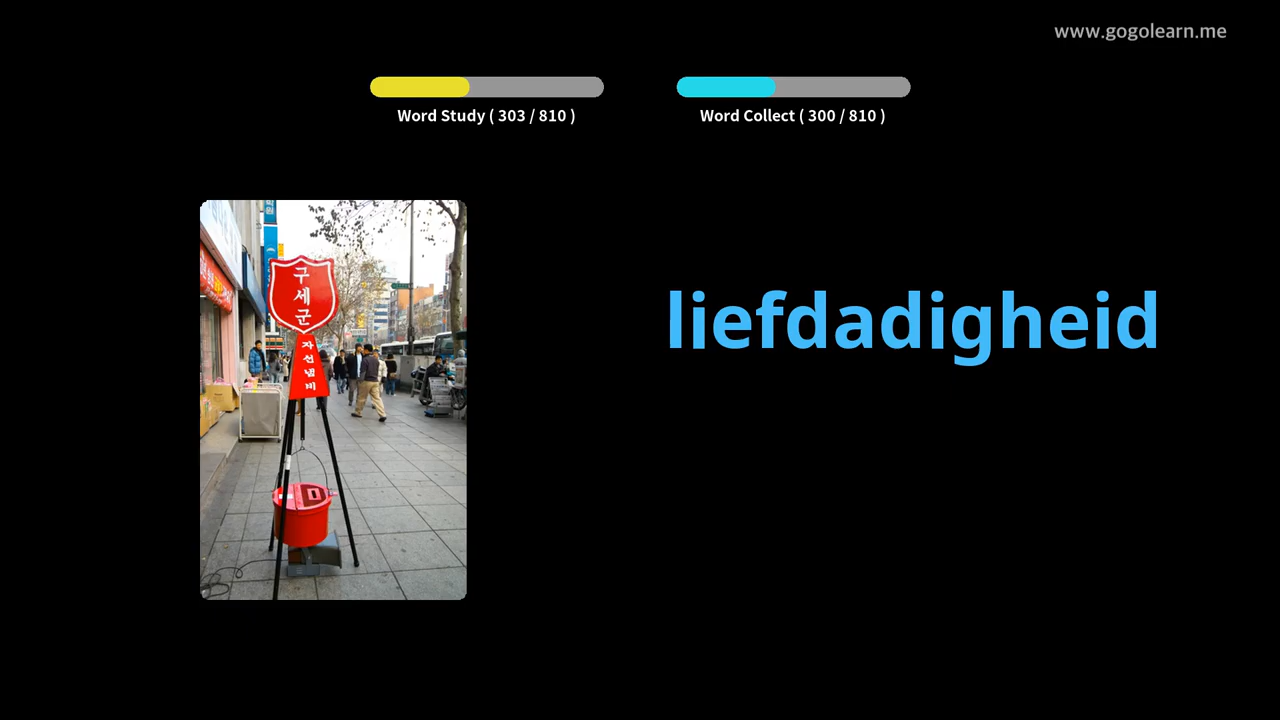 www.gogolearn.me
Word Study ( 303 / 810 )
Word Collect ( 300 / 810 )
liefdadigheid
구
세
군
자
선
냄
비